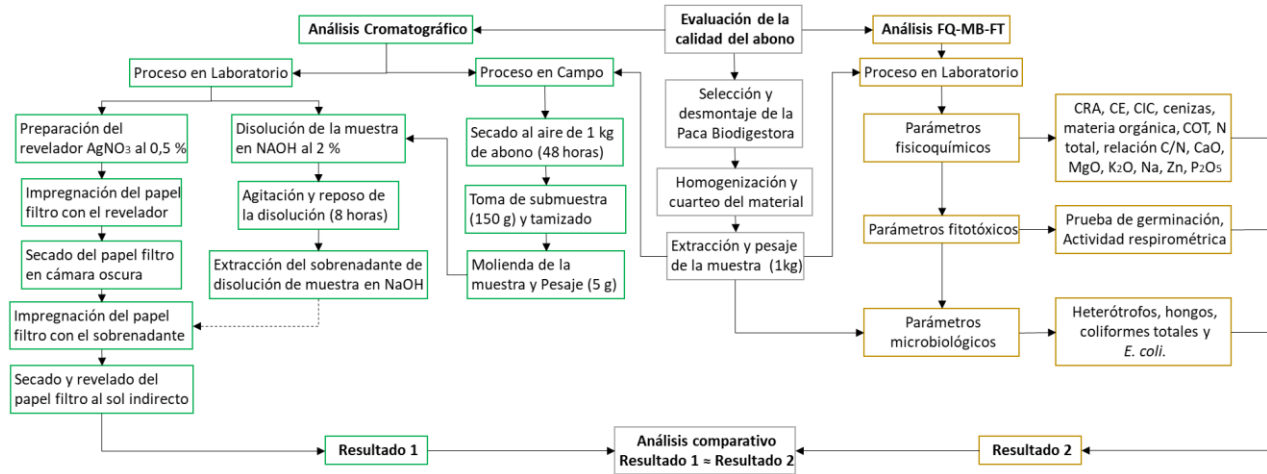 Evaluación de la
calidad del abono
Análisis Cromatográfico
Análisis FQ-MB-FT
Proceso en Laboratorio
Proceso en Campo
Selección y
desmontaje de la
Paca Biodigestora
Proceso en Laboratorio
Preparación del
revelador AgNO₃ al 0,5 %
Impregnación del papel
filtro con el revelador
Secado del papel filtro
en cámara oscura
Impregnación del papel
filtro con el sobrenadante
Secado y revelado del
papel filtro al sol indirecto
Disolución de la muestra
en NAOH al 2 %
Agitación y reposo de
la disolución (8 horas)
Extracción del sobrenadante de
disolución de muestra en NaOH
Secado al aire de 1 kg
de abono (48 horas)
Toma de submuestra
(150 g) y tamizado
Molienda de la
muestra y Pesaje (5 g)
Homogenización y
cuarteo del material
Extracción y pesaje
de la muestra (1kg)
Parámetros
fisicoquímicos
CRA, CE, CIC, cenizas,
materia orgánica, COT, N
total, relación C/N, CaO,
MgO, K₂O, Na, Zn, P₂O₅
Parámetros fitotóxicos
Prueba de germinación,
Actividad respirométrica
Parámetros
microbiológicos
Heterótrofos, hongos,
coliformes totales y
E. coli.
Resultado 1
Análisis comparativo
Resultado 1 ≈ Resultado 2
Resultado 2